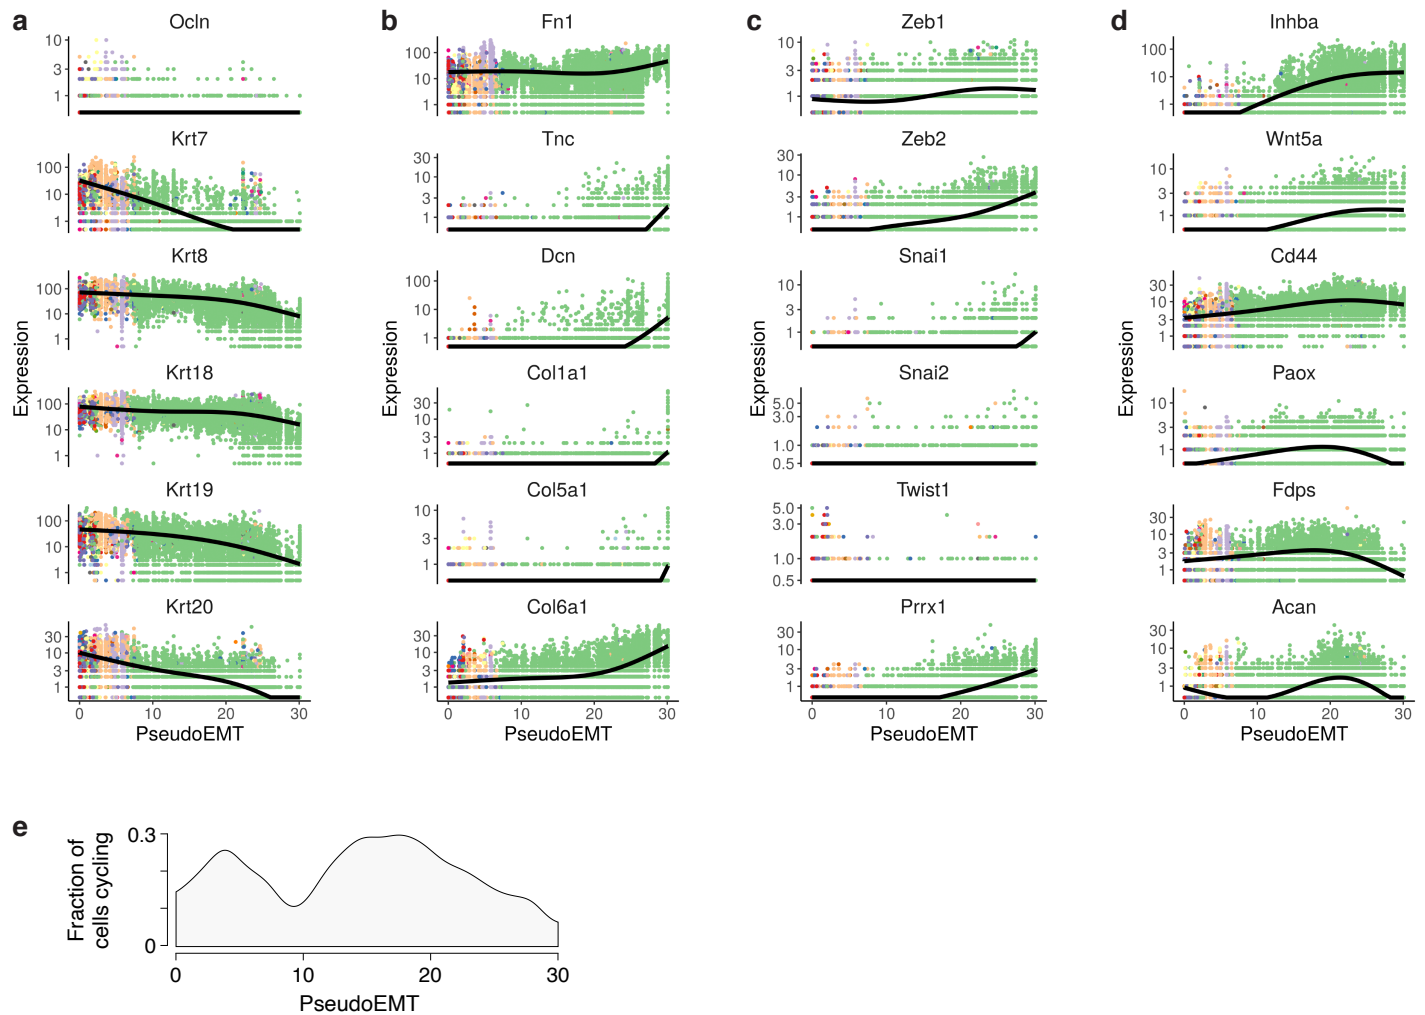 a
Ocln
10
3
1
Krt7
100
10
1
Krt8
100
10
1
Krt18
100
10
1
Krt19
100
10
1
Krt20
30
10
3
1
0 10 20 30
PseudoEMT
Expression
b
Fn1
100
10
1
Tnc
30
10
3
1
Dcn
100
10
1
Col1a1
30
10
3
1
Col5a1
10
3
1
Col6a1
30
10
3
1
0 10 20 30
PseudoEMT
Expression
c
Zeb1
10
3
1
Zeb2
30
10
3
1
Snai1
10
3
1
Snai2
5.0
3.0
1.0
0.5
Twist1
5.0
3.0
1.0
0.5
Prrx1
30
10
3
1
0 10 20 30
PseudoEMT
Expression
d
Inhba
100
10
1
Wnt5a
10
3
1
Cd44
30
10
3
1
Paox
10
3
1
Fdps
30
10
3
1
Acan
30
10
3
1
0 10 20 30
PseudoEMT
Expression
e
Fraction of
cells cycling
0.3
0
0 10 20 30
PseudoEMT